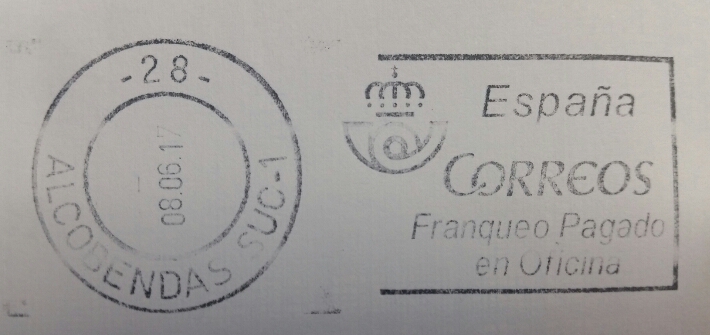 -28-
ALCOBENDAS SUC-1
08.06.17
España
CORREOS
Franqueo Pagado
en Oficina